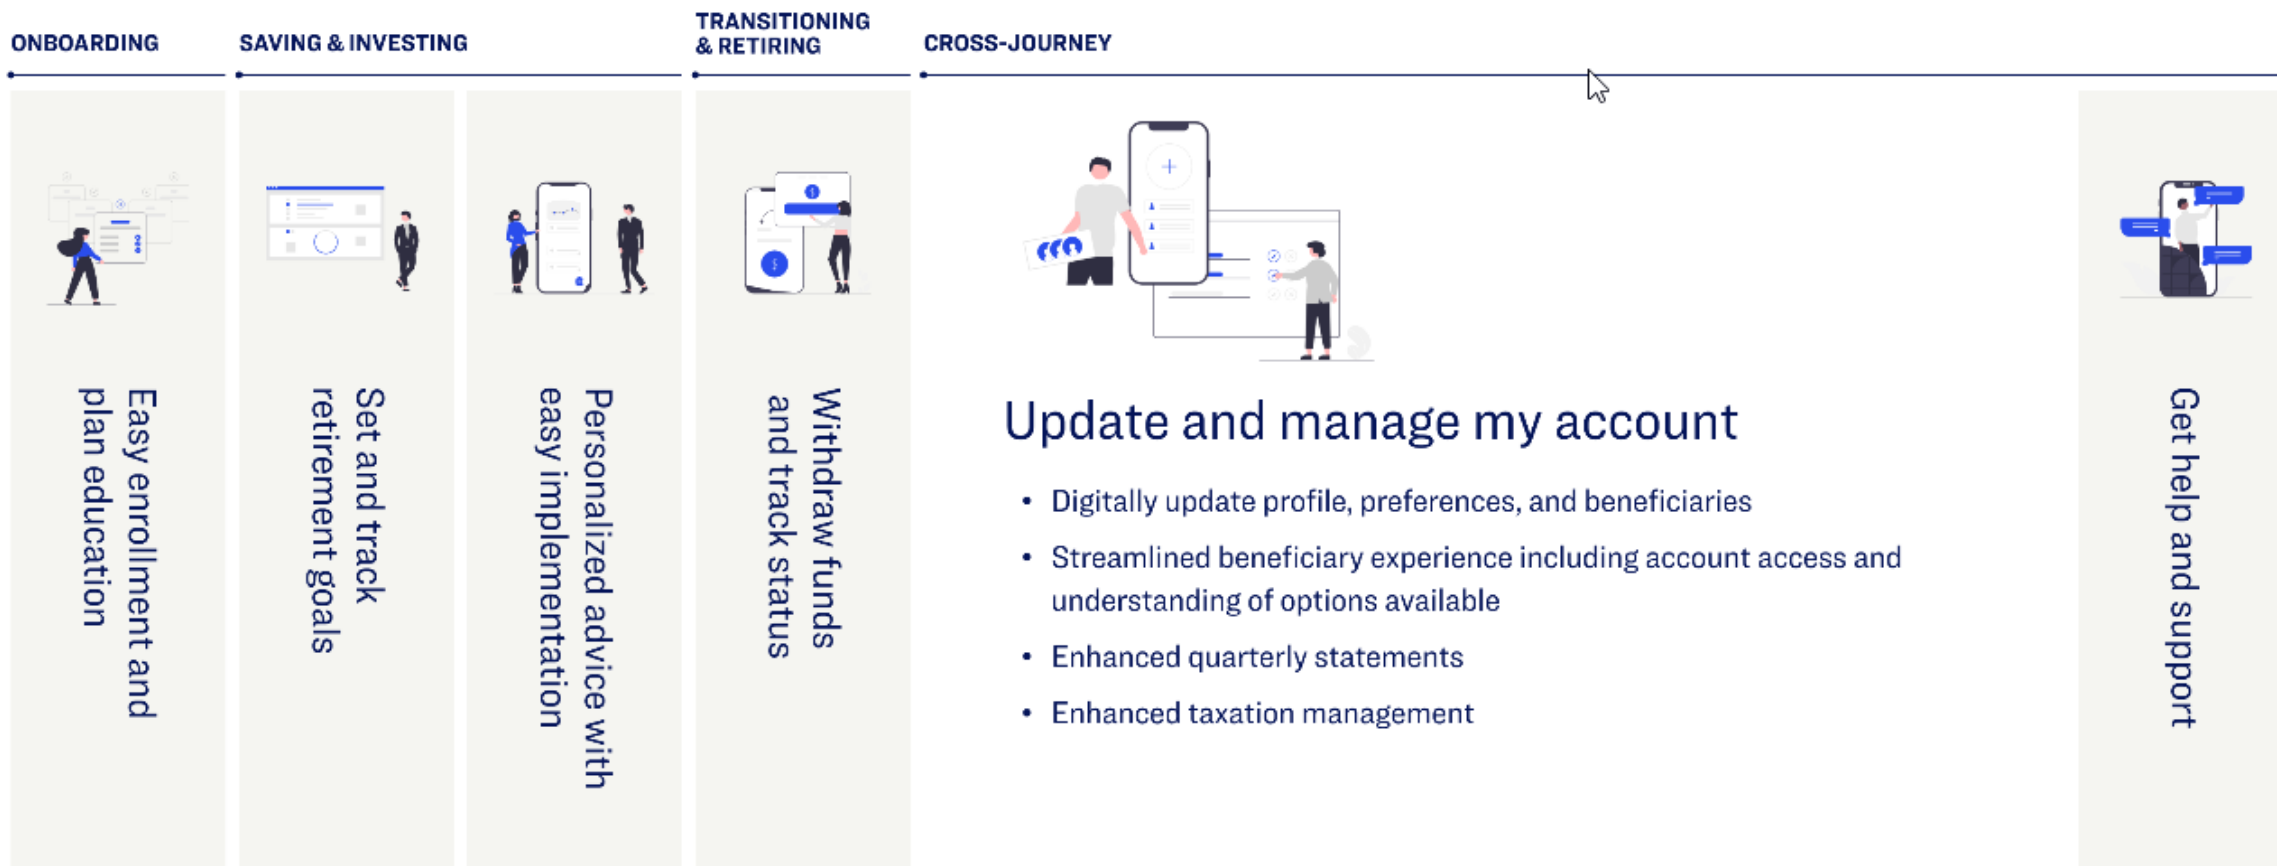 ONBOARDING
SAVING & INVESTING
TRANSITIONING
& RETIRING
CROSS-JOURNEY
Easy enrollment and
plan education
Set and track
retirement goals
Personalized advice with
easy implementation
Withdraw funds
and track status
Update and manage my account
• Digitally update profile, preferences, and beneficiaries
• Streamlined beneficiary experience including account access and
understanding of options available
• Enhanced quarterly statements
• Enhanced taxation management
Get help and support